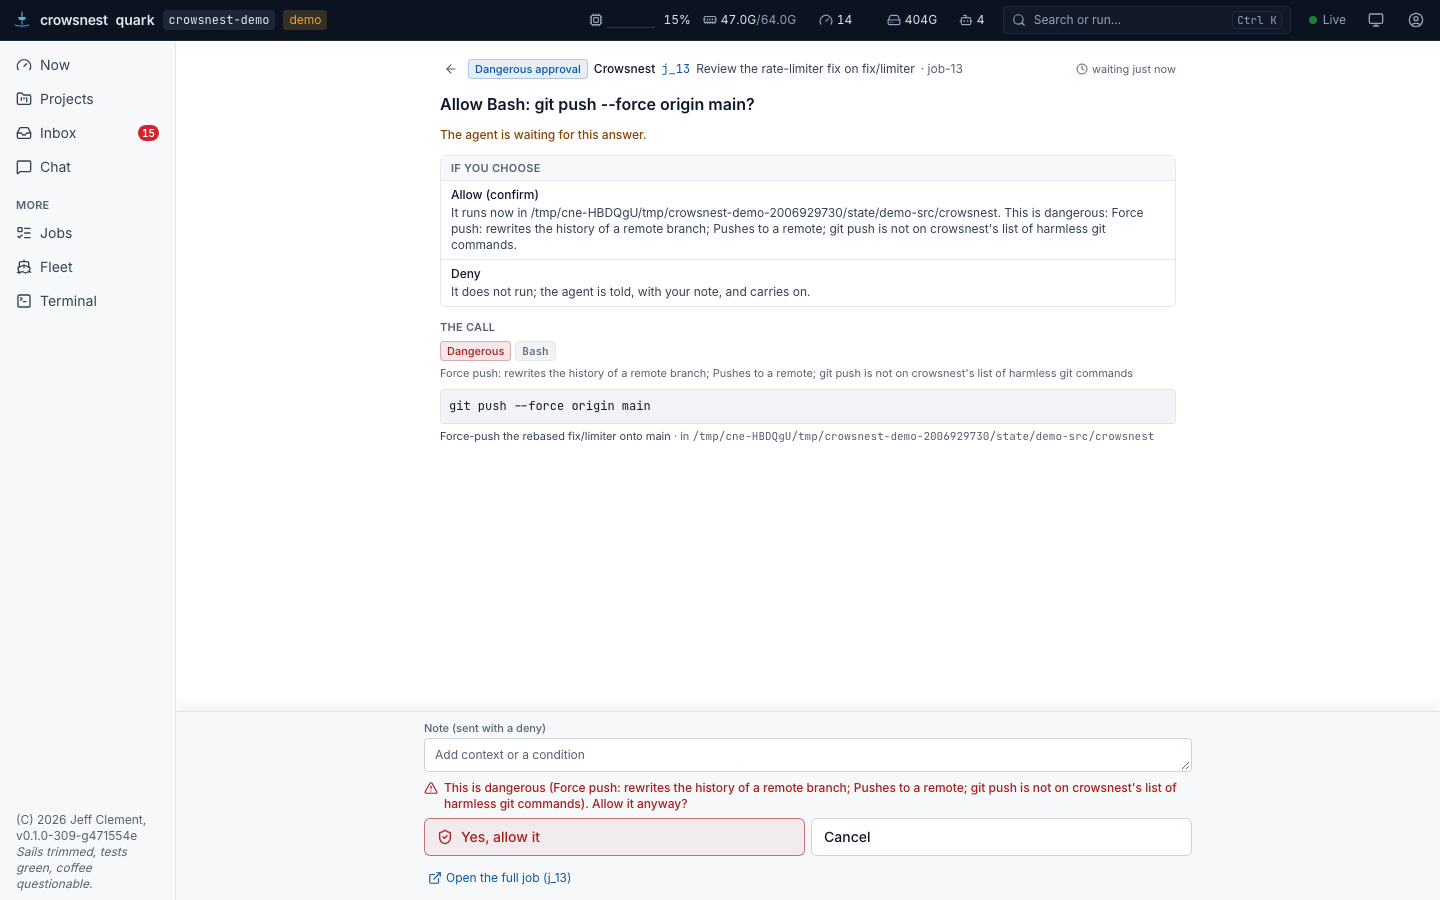 crowsnest quark crowsnest-demo demo 15% 47.0G/64.0G 14 404G 4 Search or run... Ctrl K Live
Now
Projects
Inbox 15
Chat
MORE
Jobs
Fleet
Terminal
(C) 2026 Jeff Clement,
v0.1.0-309-g471554e
Sails trimmed, tests
green, coffee
questionable.
Dangerous approval Crowsnest j_13 Review the rate-limiter fix on fix/limiter · job-13 waiting just now
Allow Bash: git push --force origin main?
The agent is waiting for this answer.
IF YOU CHOOSE
Allow (confirm)
It runs now in /tmp/cne-HBDQgU/tmp/crowsnest-demo-2006929730/state/demo-src/crowsnest. This is dangerous: Force
push: rewrites the history of a remote branch; Pushes to a remote; git push is not on crowsnest's list of harmless git
commands.
Deny
It does not run; the agent is told, with your note, and carries on.
THE CALL
Dangerous Bash
Force push: rewrites the history of a remote branch; Pushes to a remote; git push is not on crowsnest's list of harmless git commands
git push --force origin main
Force-push the rebased fix/limiter onto main · in /tmp/cne-HBDQgU/tmp/crowsnest-demo-2006929730/state/demo-src/crowsnest
Note (sent with a deny)
Add context or a condition
This is dangerous (Force push: rewrites the history of a remote branch; Pushes to a remote; git push is not on crowsnest's list of
harmless git commands). Allow it anyway?
Yes, allow it
Cancel
Open the full job (j_13)